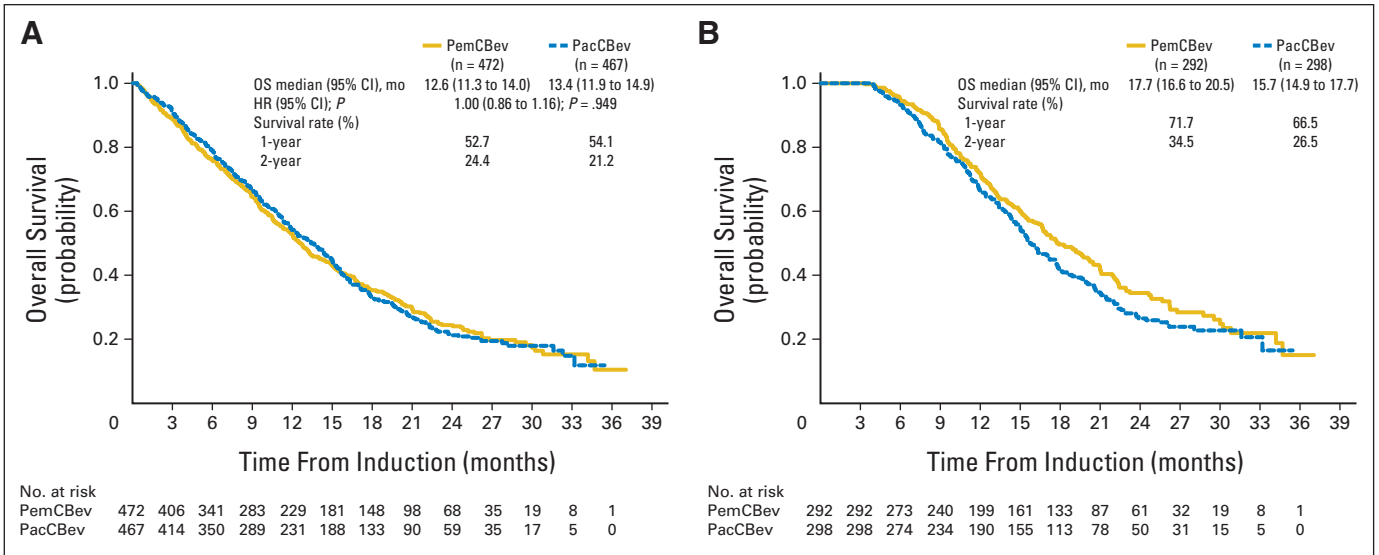 A
PemCBev PacCBev
(n = 472) (n = 467)
OS median (95% CI), mo 12.6 (11.3 to 14.0) 13.4 (11.9 to 14.9)
HR (95% CI); P 1.00 (0.86 to 1.16); P = .949
Survival rate (%)
1-year 52.7 54.1
2-year 24.4 21.2
1.0
0.8
0.6
0.4
0.2
Overall Survival
(probability)
0 3 6 9 12 15 18 21 24 27 30 33 36 39
Time From Induction (months)
No. at risk
PemCBev 472 406 341 283 229 181 148 98 68 35 19 8 1
PacCBev 467 414 350 289 231 188 133 90 59 35 17 5 0
B
PemCBev PacCBev
(n = 292) (n = 298)
OS median (95% CI), mo 17.7 (16.6 to 20.5) 15.7 (14.9 to 17.7)
Survival rate (%)
1-year 71.7 66.5
2-year 34.5 26.5
1.0
0.8
0.6
0.4
0.2
Overall Survival
(probability)
0 3 6 9 12 15 18 21 24 27 30 33 36 39
Time From Induction (months)
No. at risk
PemCBev 292 292 273 240 199 161 133 87 61 32 19 8 1
PacCBev 298 298 274 234 190 155 113 78 50 31 15 5 0